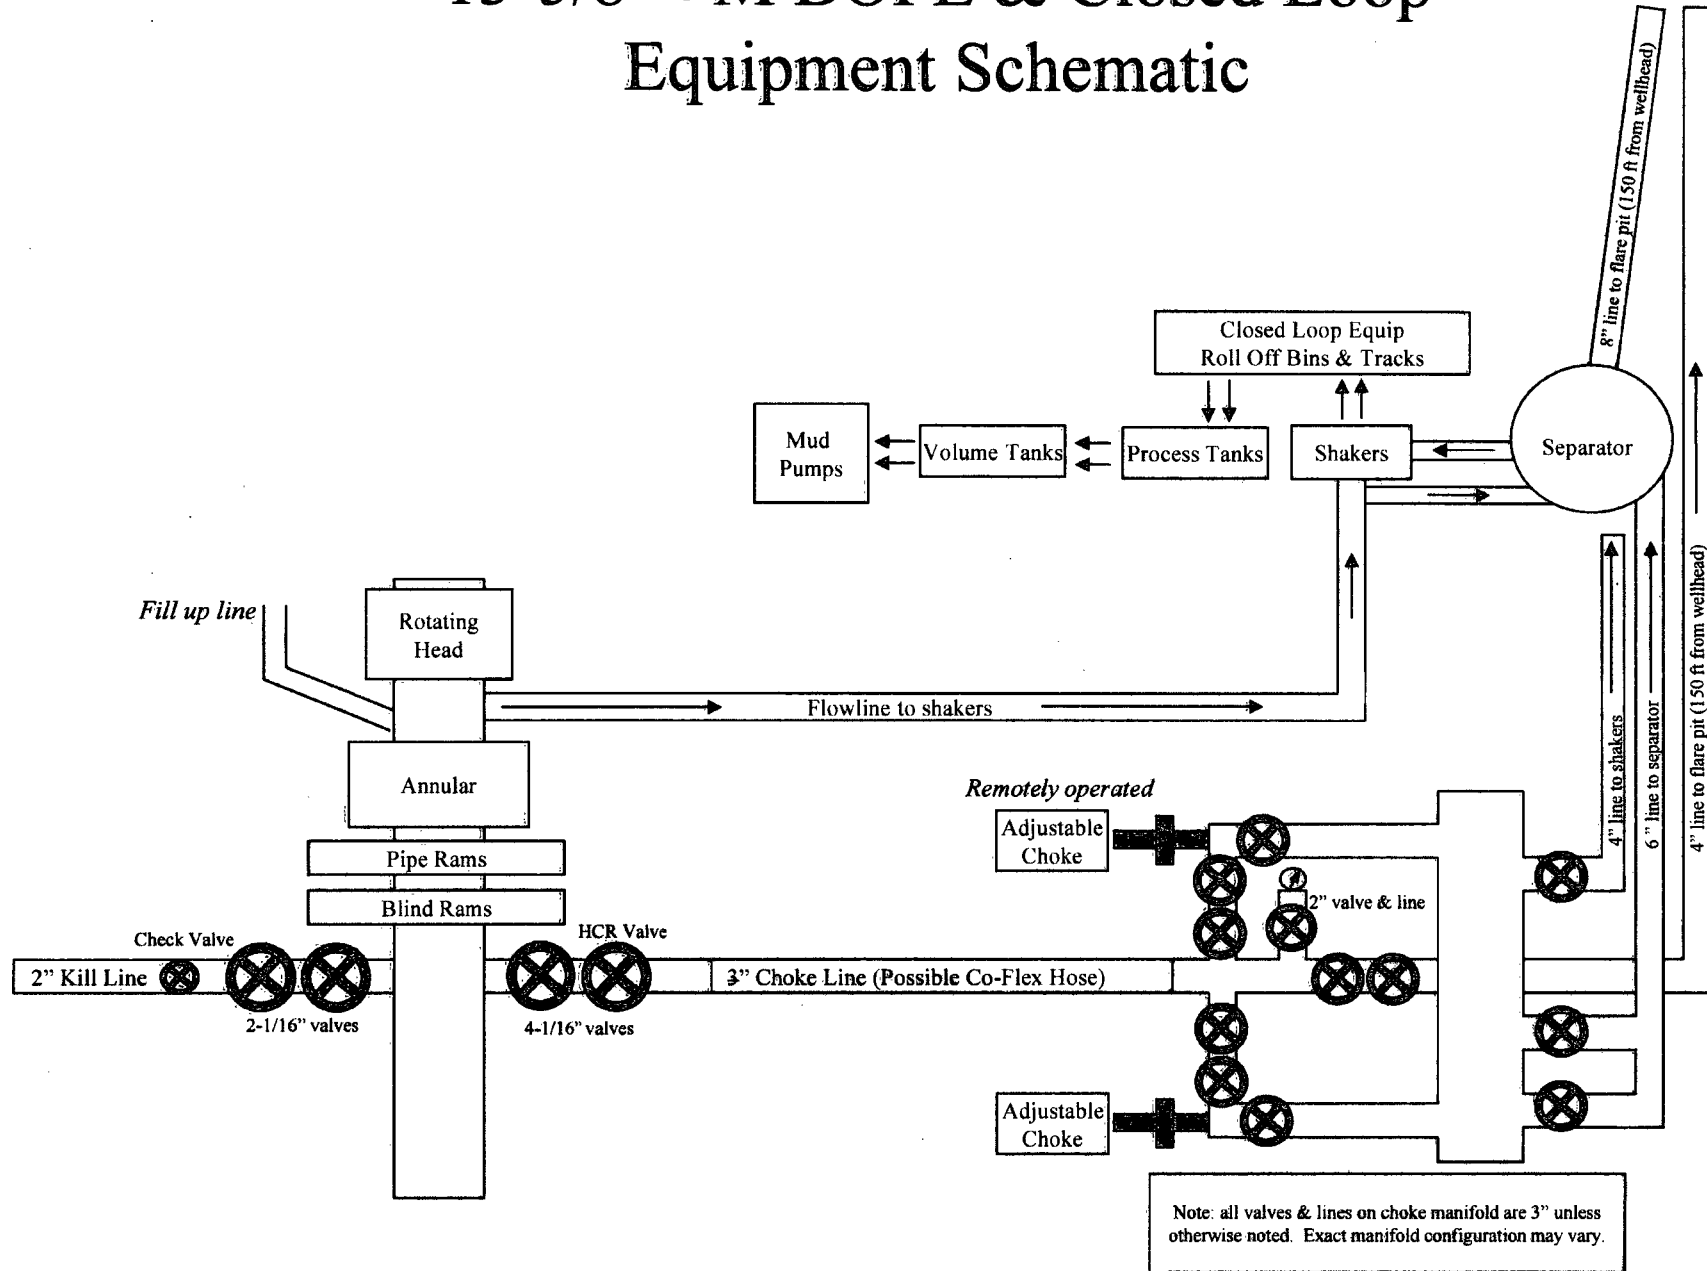 & Closed Loop
Equipment Schematic
8” line to flare pit (150 ft from wellhead)
Closed Loop Equip
Roll Off Bins & Tracks
Mud
Pumps
Volume Tanks
Process Tanks
Shakers
Separator
Fill up line
Rotating
Head
Flowline to shakers
4” line to shakers
6” line to separator
4” line to flare pit (150 ft from wellhead)
Annular
Remotely operated
Adjustable
Choke
Pipe Rams
Blind Rams
2” valve & line
Check Valve
HCR Valve
2” Kill Line
3” Choke Line (Possible Co-Flex Hose)
2-1/16” valves
4-1/16” valves
Adjustable
Choke
Note: all valves & lines on choke manifold are 3” unless
otherwise noted. Exact manifold configuration may vary.